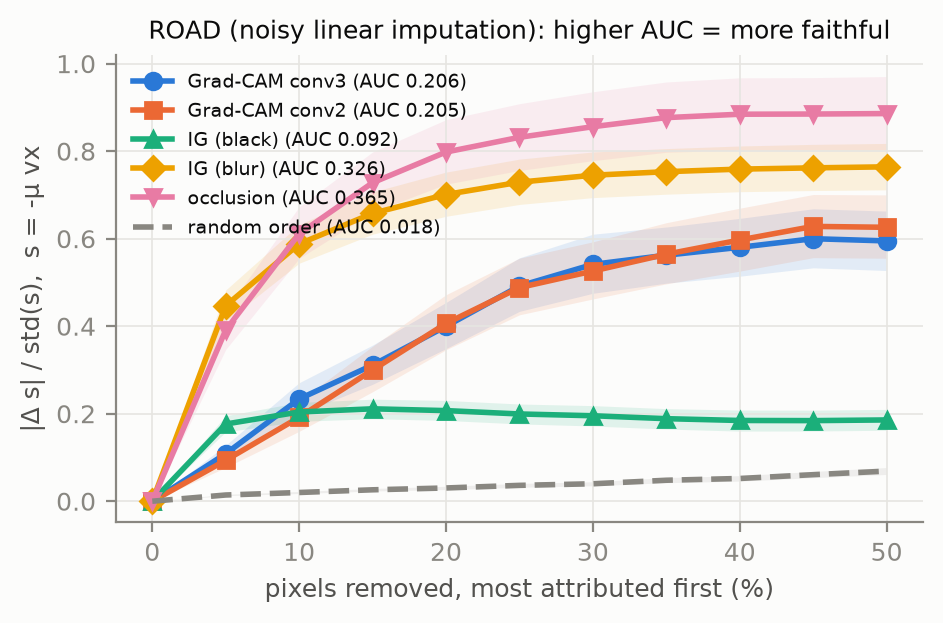 ROAD (noisy linear imputation): higher AUC = more faithful
|Δ s| / std(s),  s = -μ vx
1.0
0.8
0.6
0.4
0.2
0.0
Grad-CAM conv3 (AUC 0.206)
Grad-CAM conv2 (AUC 0.205)
IG (black) (AUC 0.092)
IG (blur) (AUC 0.326)
occlusion (AUC 0.365)
random order (AUC 0.018)
0 10 20 30 40 50
pixels removed, most attributed first (%)